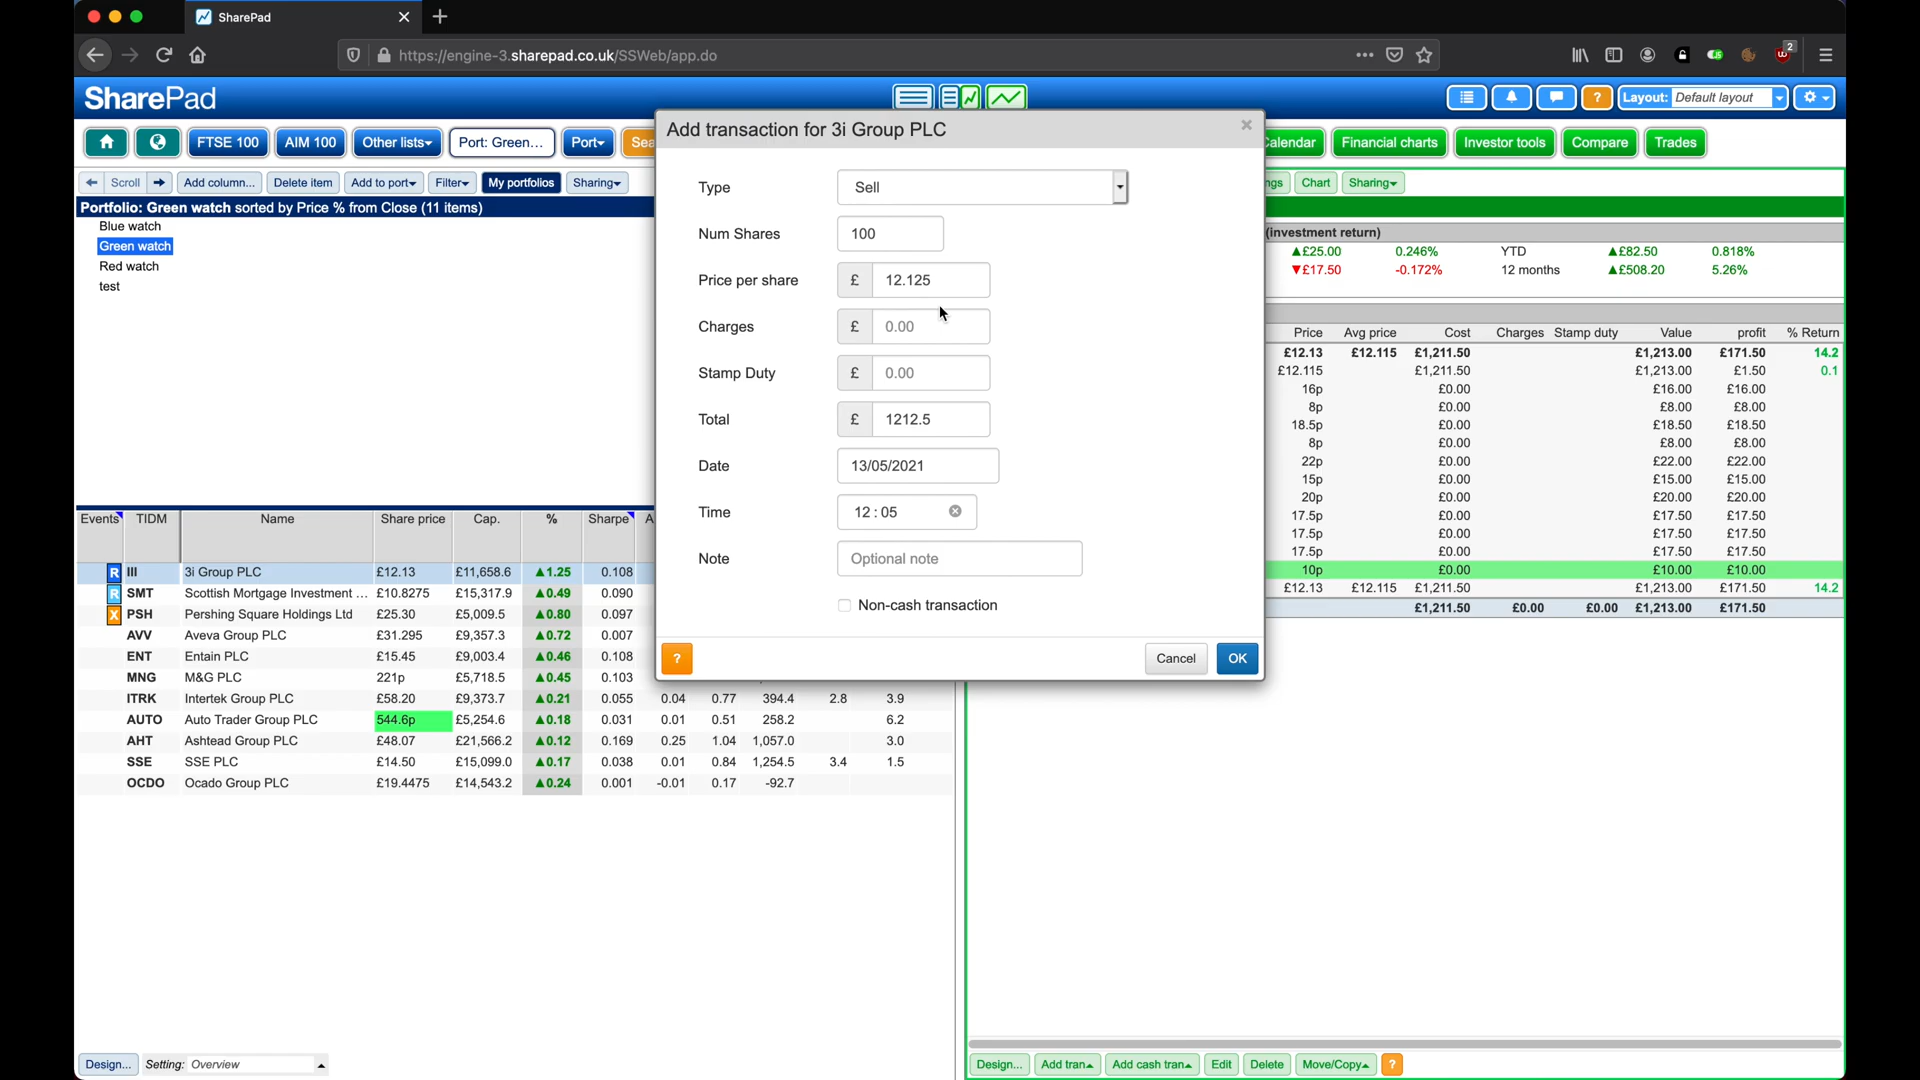 SharePad
https://engine-3.sharepad.co.uk/SSWeb/app.do
2
SharePad
Layout: Default layout
FTSE 100 AIM 100 Other lists Port: Green... Port Sea
alendar Financial charts Investor tools Compare Trades
Scroll Add column... Delete item Add to port Filter My portfolios Sharing
ngs Chart Sharing
Portfolio: Green watch sorted by Price % from Close (11 items)
Blue watch
Green watch
Red watch
test
Add transaction for 3i Group PLC
Type Sell
Num Shares 100
Price per share £ 12.125
Charges £ 0.00
Stamp Duty £ 0.00
Total £ 1212.5
Date 13/05/2021
Time 12 : 05
Note Optional note
Non-cash transaction
? Cancel OK
(investment return)
▲£25.00 0.246% YTD ▲£82.50 0.818%
▼£17.50 -0.172% 12 months ▲£508.20 5.26%
Price Avg price Cost Charges Stamp duty Value profit % Return
£12.13 £12.115 £1,211.50 £1,213.00 £171.50 14.2
£12.115 £1,211.50 £1,213.00 £1.50 0.1
16p £0.00 £16.00 £16.00
8p £0.00 £8.00 £8.00
18.5p £0.00 £18.50 £18.50
8p £0.00 £8.00 £8.00
22p £0.00 £22.00 £22.00
15p £0.00 £15.00 £15.00
20p £0.00 £20.00 £20.00
17.5p £0.00 £17.50 £17.50
17.5p £0.00 £17.50 £17.50
17.5p £0.00 £17.50 £17.50
10p £0.00 £10.00 £10.00
£12.13 £12.115 £1,211.50 £1,213.00 £171.50 14.2
£1,211.50 £0.00 £0.00 £1,213.00 £171.50
Events TIDM Name Share price Cap. % Sharpe A
R III 3i Group PLC £12.13 £11,658.6 ▲1.25 0.108
R SMT Scottish Mortgage Investment ... £10.8275 £15,317.9 ▲0.49 0.090
X PSH Pershing Square Holdings Ltd £25.30 £5,009.5 ▲0.80 0.097
AVV Aveva Group PLC £31.295 £9,357.3 ▲0.72 0.007
ENT Entain PLC £15.45 £9,003.4 ▲0.46 0.108
MNG M&G PLC 221p £5,718.5 ▲0.45 0.103
ITRK Intertek Group PLC £58.20 £9,373.7 ▲0.21 0.055 0.04 0.77 394.4 2.8 3.9
AUTO Auto Trader Group PLC 544.6p £5,254.6 ▲0.18 0.031 0.01 0.51 258.2 6.2
AHT Ashtead Group PLC £48.07 £21,566.2 ▲0.12 0.169 0.25 1.04 1,057.0 3.0
SSE SSE PLC £14.50 £15,099.0 ▲0.17 0.038 0.01 0.84 1,254.5 3.4 1.5
OCDO Ocado Group PLC £19.4475 £14,543.2 ▲0.24 0.001 -0.01 0.17 -92.7
Design... Setting: Overview
Design... Add tran Add cash tran Edit Delete Move/Copy ?